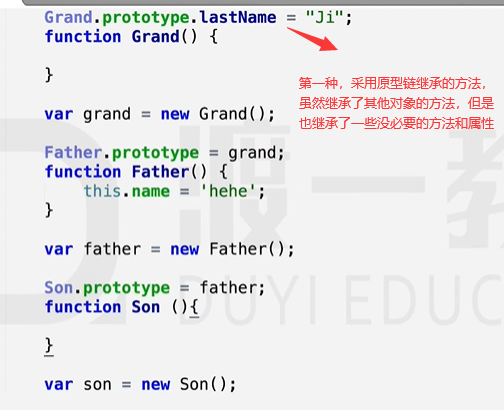 Grand.prototype.lastName = "Ji";
function Grand() {
}
var grand = new Grand();
Father.prototype = grand;
function Father() {
this.name = 'hehe';
}
var father = new Father();
Son.prototype = father;
function Son (){
}
var son = new Son();
第一种,采用原型链继承的方法,
虽然继承了其他对象的方法,但是
也继承了一些没必要的方法和属性
渡一教
DUYI EDUC